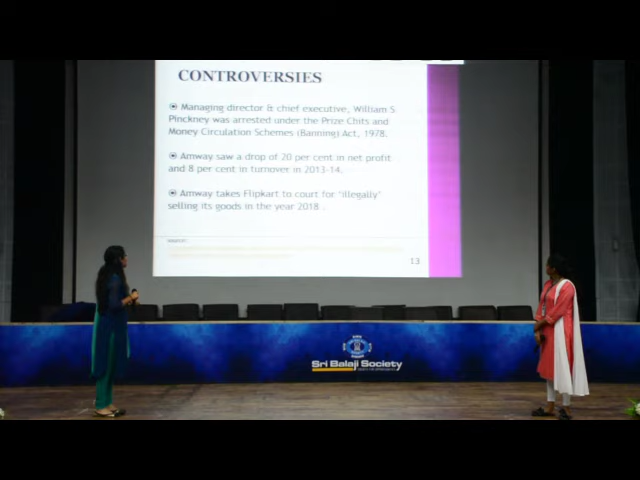 CONTROVERSIES
Managing director & chief executive, William S
Pinckney was arrested under the Prize Chits and
Money Circulation Schemes (Banning) Act, 1978.
Amway saw a drop of 20 per cent in net profit
and 8 per cent in turnover in 2013-14.
Amway takes Flipkart to court for "illegally"
selling its goods in the year 2018 .
13
Sri Balaji Society